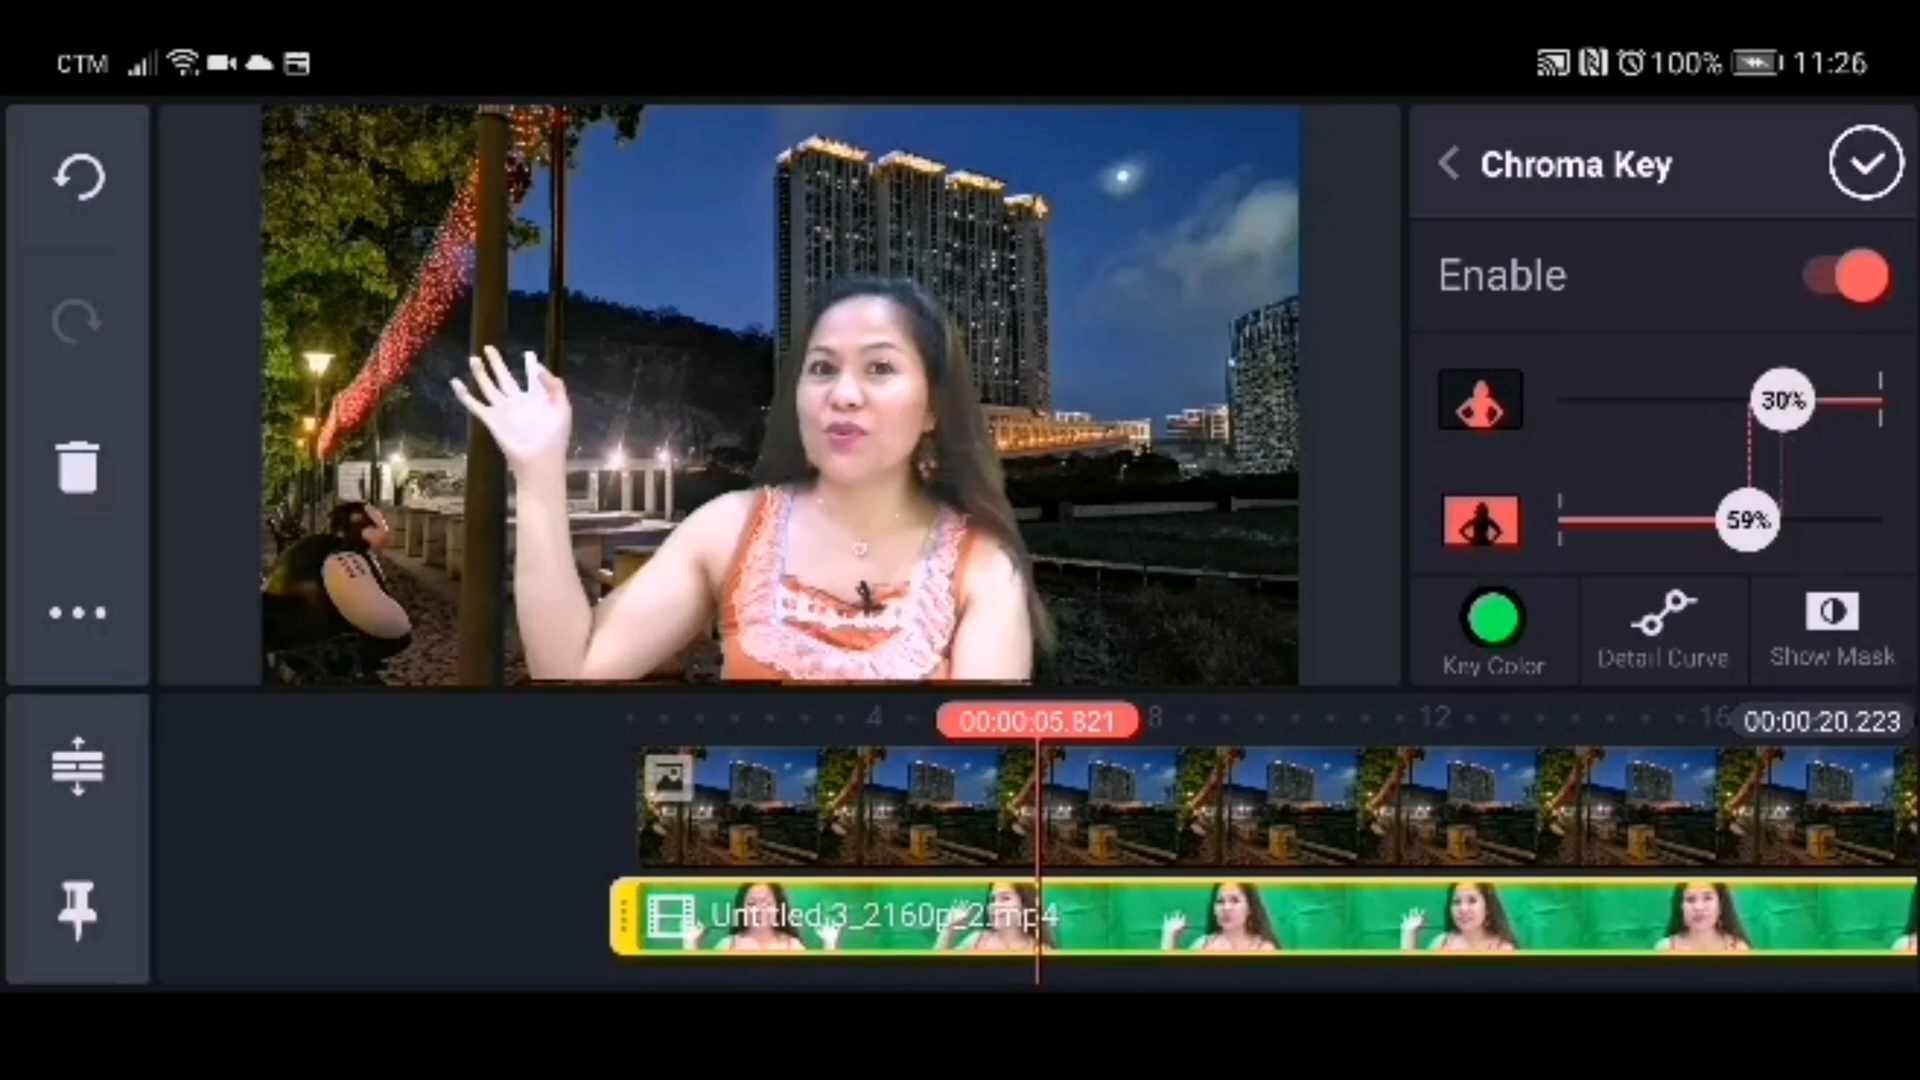 CTM
100% 11:26
Chroma Key
Enable
30%
59%
Key Color
Detail Curve
Show Mask
4
00:00:05.821
8
12
16
00:00:20.223
Untitled 3_2160p_2.mp4